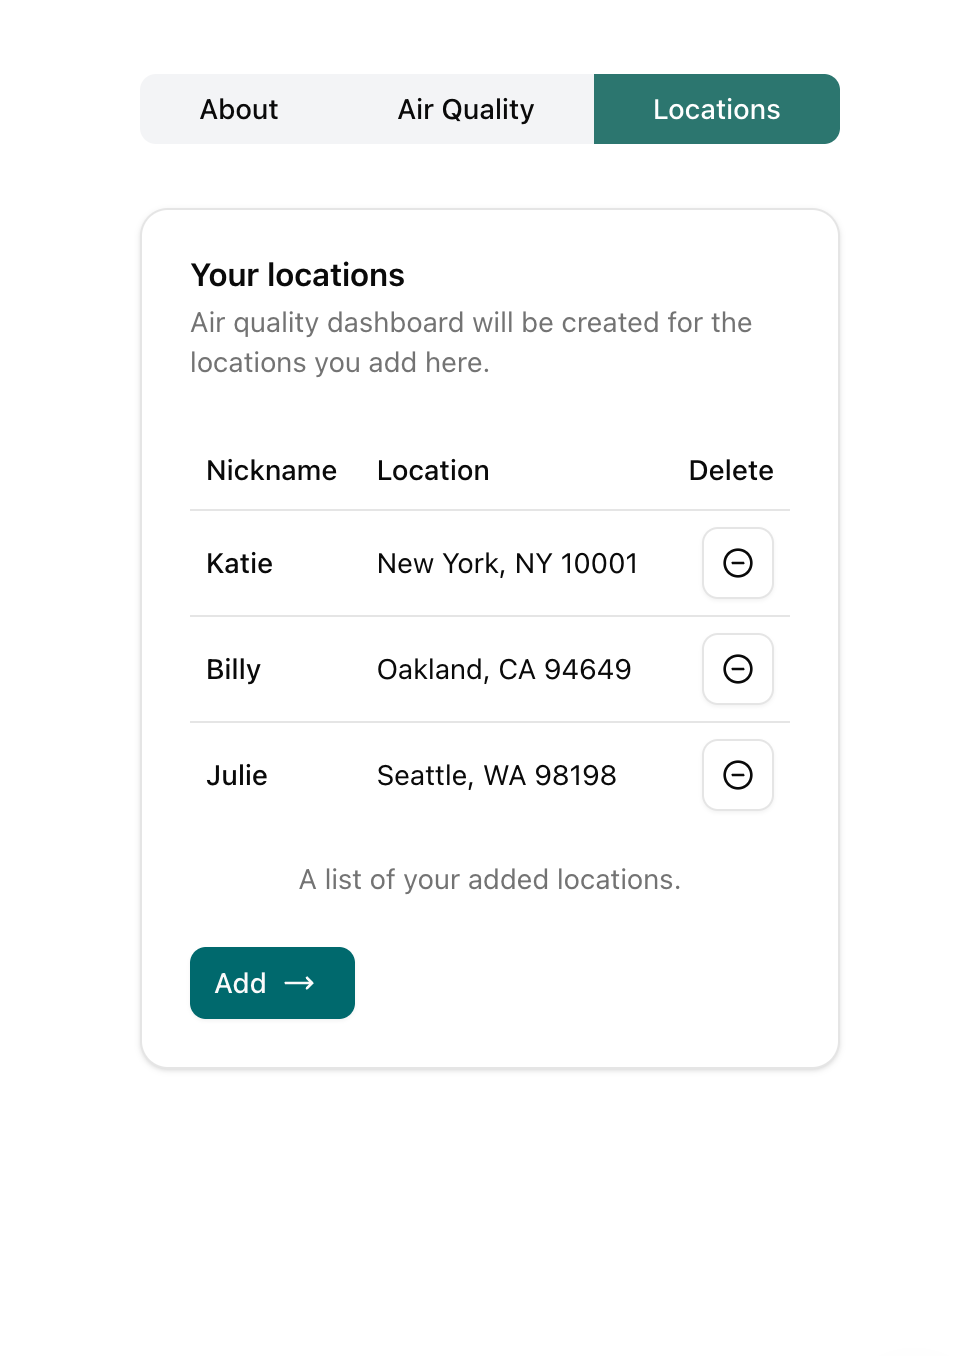 About Air Quality Locations
Your locations
Air quality dashboard will be created for the
locations you add here.
Nickname Location Delete
Katie New York, NY 10001
Billy Oakland, CA 94649
Julie Seattle, WA 98198
A list of your added locations.
Add →